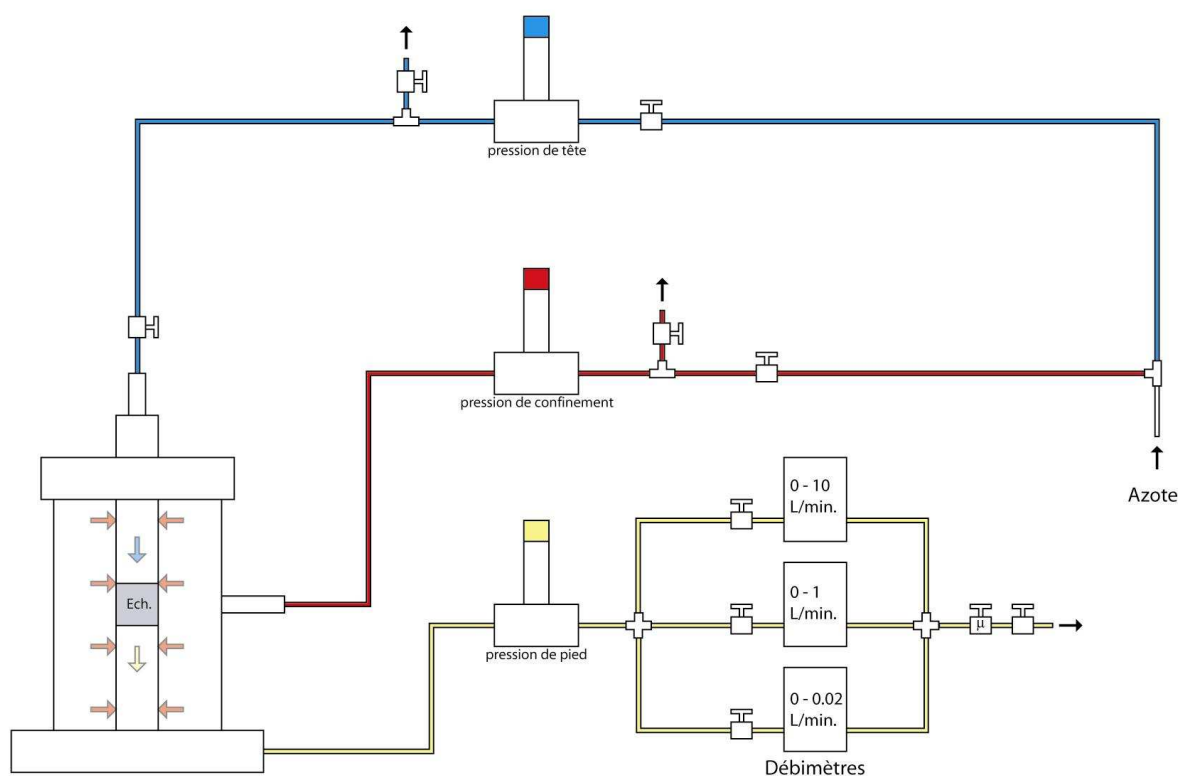 pression de tête
pression de confinement
Azote
0 - 10
L/min.
Ech.
0 - 1
L/min.
µ
pression de pied
0 - 0.02
L/min.
Débimètres